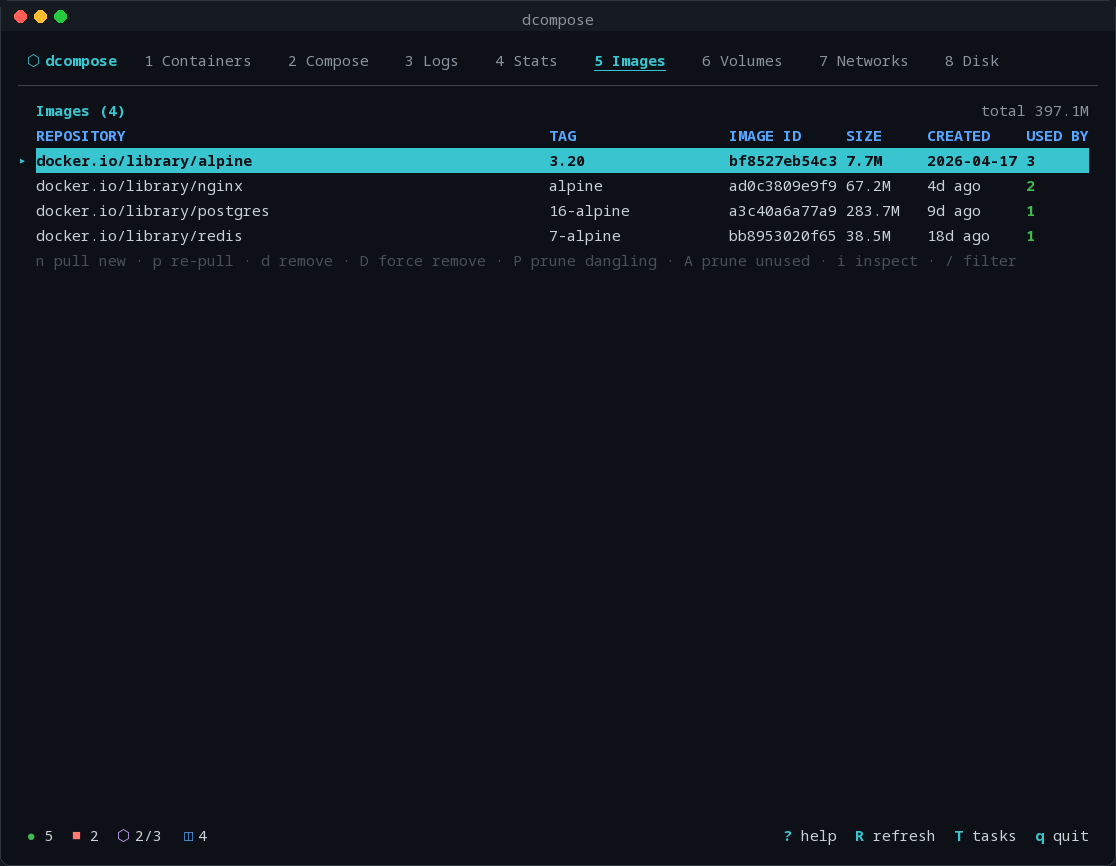 dcompose
⬡ dcompose 1 Containers 2 Compose 3 Logs 4 Stats 5 Images 6 Volumes 7 Networks 8 Disk
Images (4) total 397.1M
REPOSITORY TAG IMAGE ID SIZE CREATED USED BY
▸ docker.io/library/alpine 3.20 bf8527eb54c3 7.7M 2026-04-17 3
docker.io/library/nginx alpine ad0c3809e9f9 67.2M 4d ago 2
docker.io/library/postgres 16-alpine a3c40a6a77a9 283.7M 9d ago 1
docker.io/library/redis 7-alpine bb8953020f65 38.5M 18d ago 1
n pull new · p re-pull · d remove · D force remove · P prune dangling · A prune unused · i inspect · / filter
● 5 ■ 2 ⬡ 2/3 ◫ 4 ? help R refresh T tasks q quit